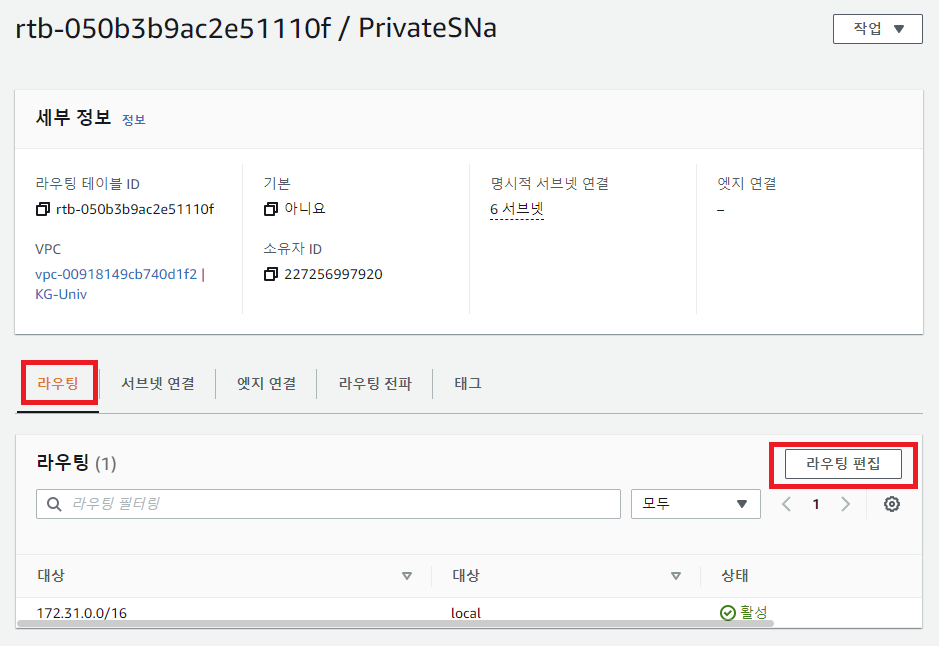 rtb-050b3b9ac2e51110f / PrivateSNa
작업
세부 정보 정보
라우팅 테이블 ID
rtb-050b3b9ac2e51110f
기본
아니요
명시적 서브넷 연결
6 서브넷
엣지 연결
–
VPC
vpc-00918149cb740d1f2 |
KG-Univ
소유자 ID
227256997920
라우팅 서브넷 연결 엣지 연결 라우팅 전파 태그
라우팅 (1)
라우팅 편집
라우팅 필터링
모두
1
대상 대상 상태
172.31.0.0/16 local 활성